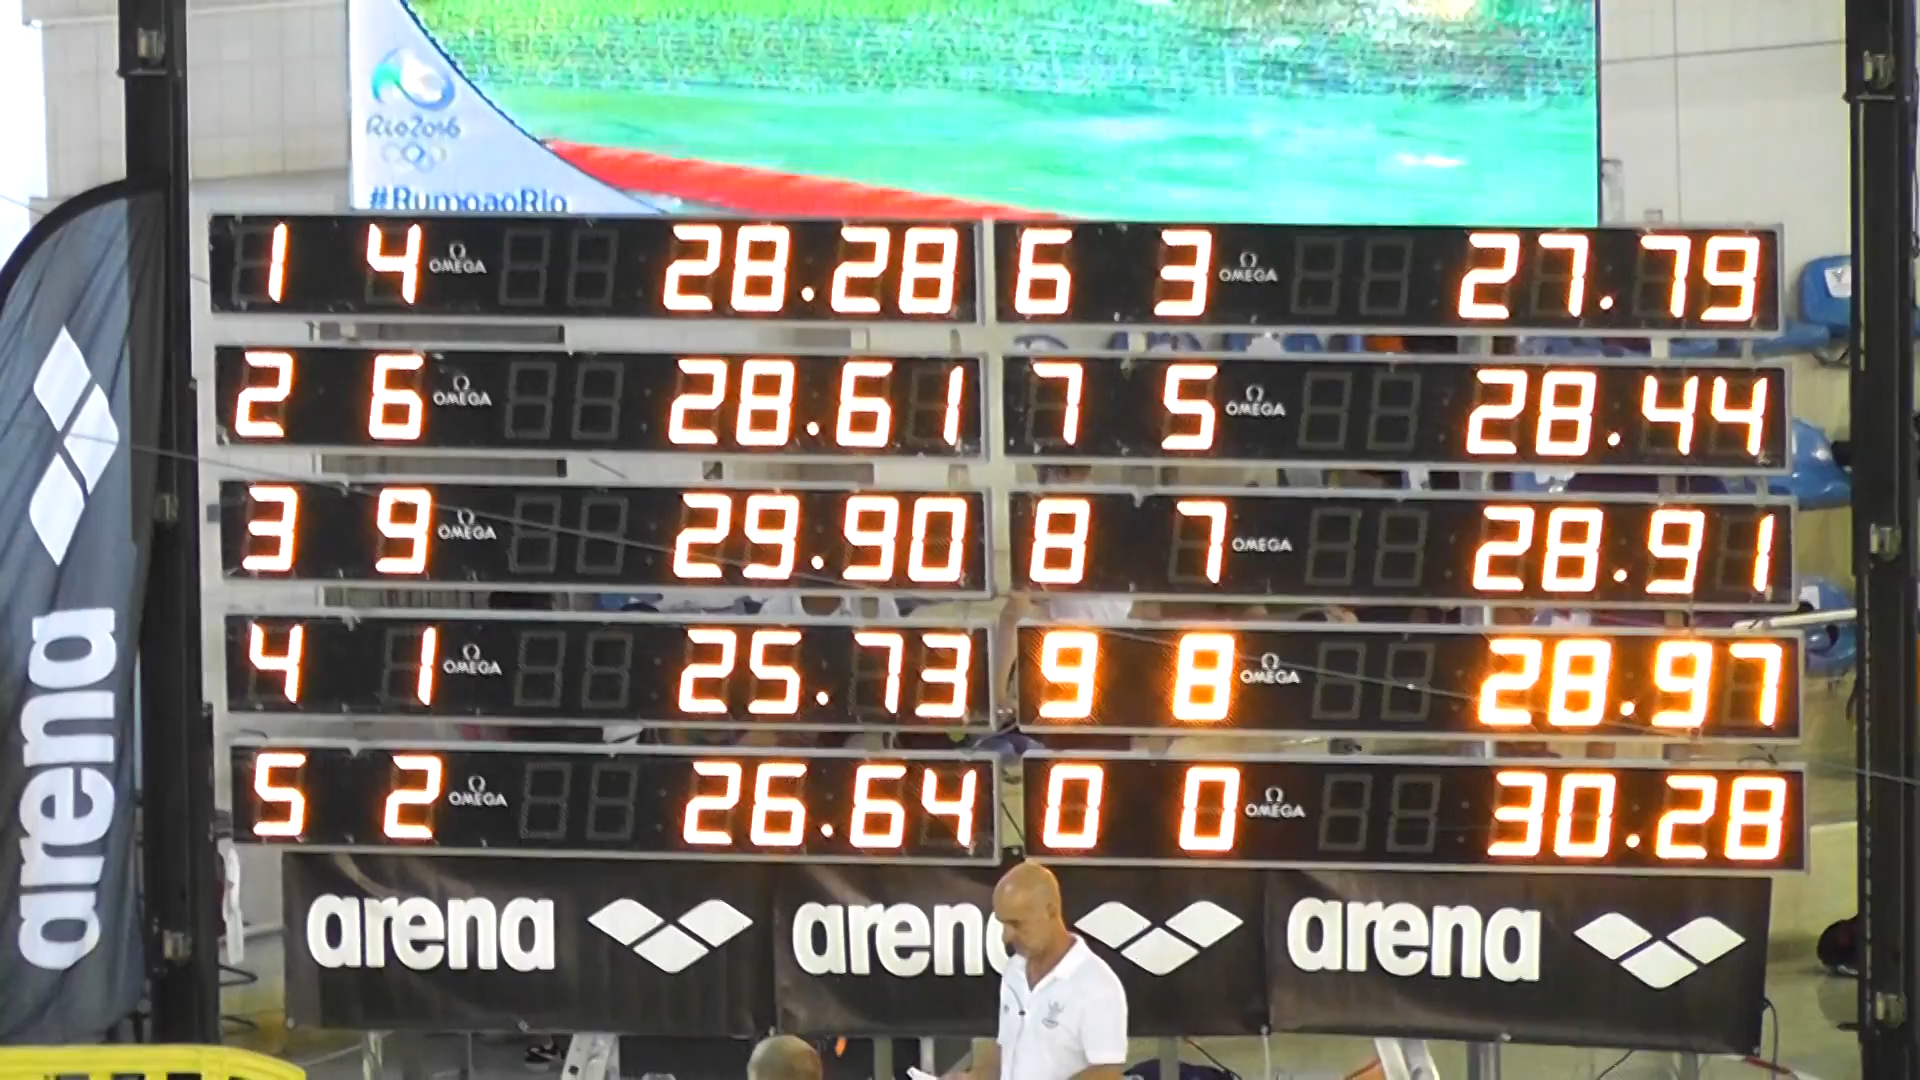 Rio2016
#RumoaoRio
1 4 Ω OMEGA 28.28
2 6 Ω OMEGA 28.61
3 9 Ω OMEGA 29.90
4 1 Ω OMEGA 25.73
5 2 Ω OMEGA 26.64
6 3 Ω OMEGA 27.79
7 5 Ω OMEGA 28.44
8 7 OMEGA 28.91
9 8 Ω OMEGA 28.97
0 0 Ω OMEGA 30.28
arena
arena aren arena